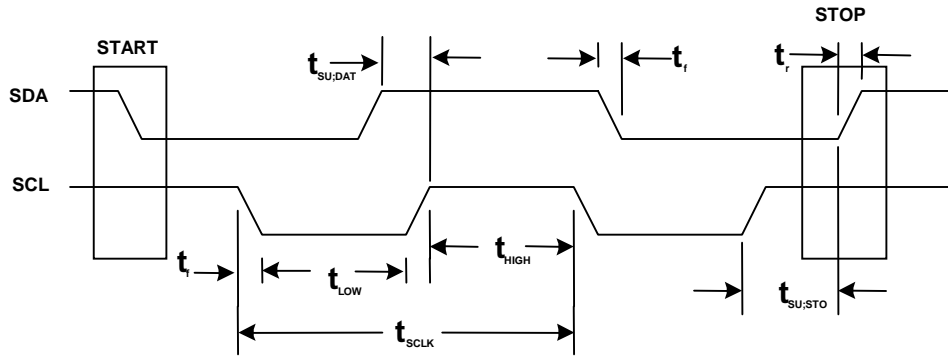 STOP
START
tSU;DAT
tf
tr
SDA
SCL
tf
tLOW
tHIGH
tSU;STO
tSCLK